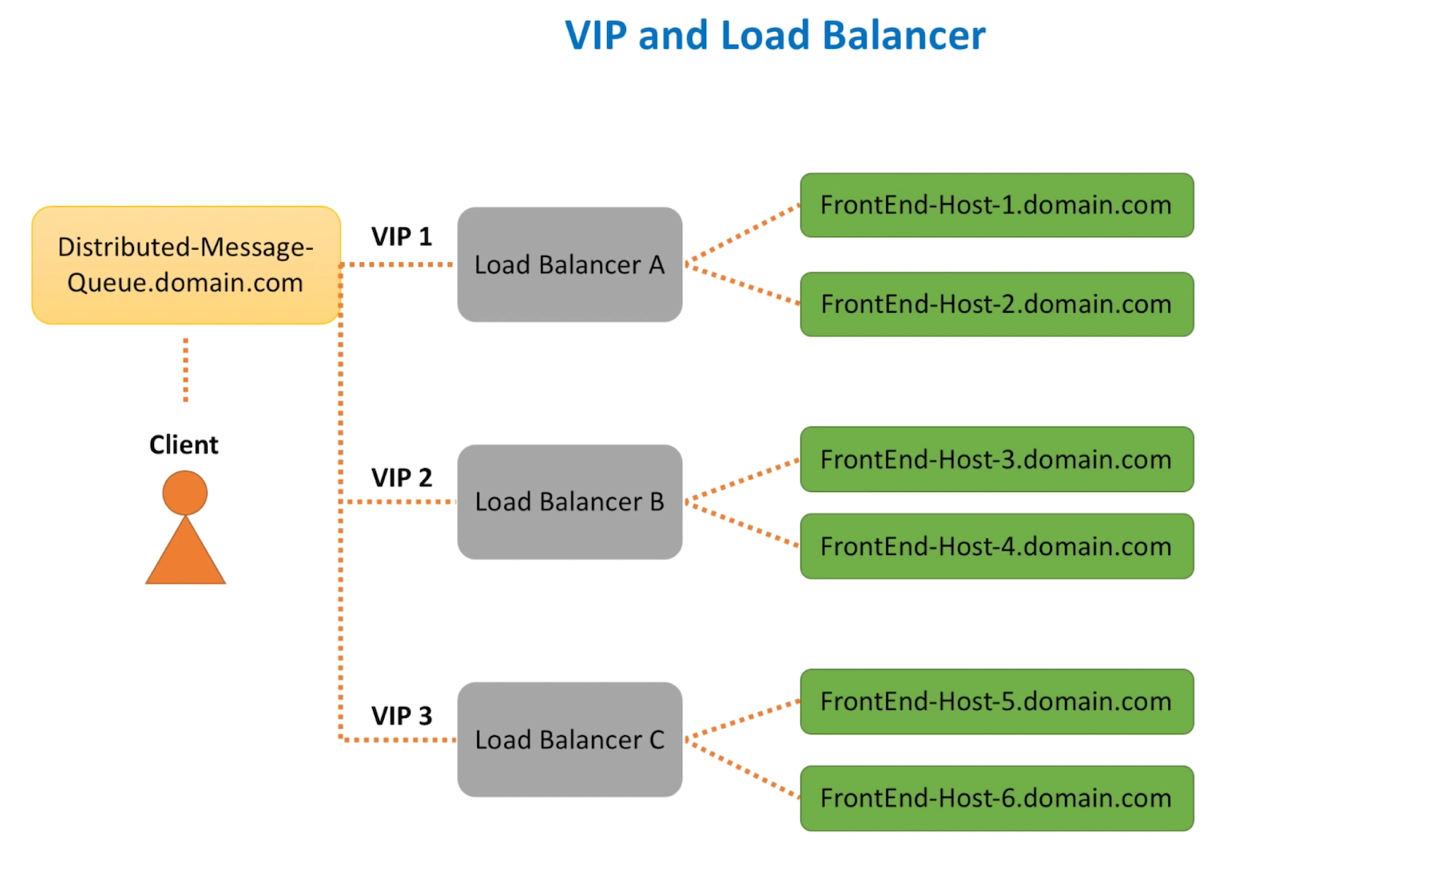 VIP and Load Balancer
Distributed-Message-
Queue.domain.com
Client
VIP 1
Load Balancer A
FrontEnd-Host-1.domain.com
FrontEnd-Host-2.domain.com
VIP 2
Load Balancer B
FrontEnd-Host-3.domain.com
FrontEnd-Host-4.domain.com
VIP 3
Load Balancer C
FrontEnd-Host-5.domain.com
FrontEnd-Host-6.domain.com